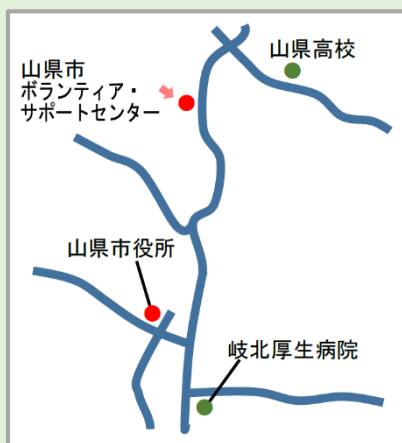 山県高校
山県市
ボランティア・
サポートセンター
山県市役所
岐北厚生病院